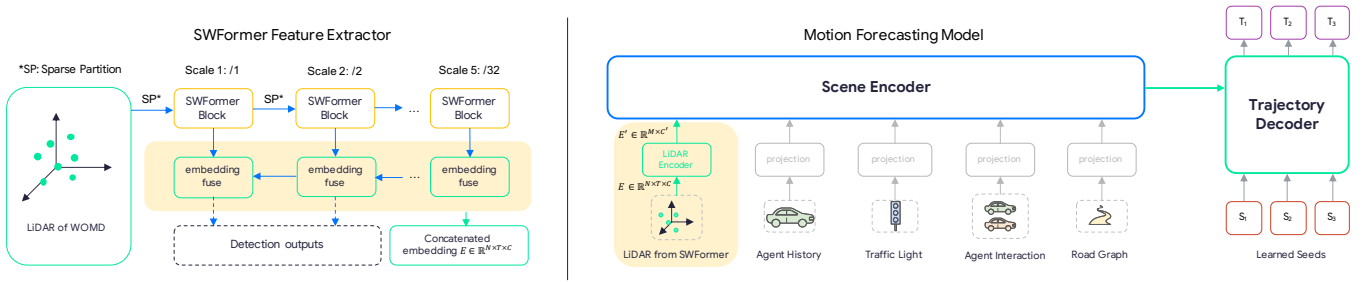 SWFormer Feature Extractor
*SP: Sparse Partition
Scale 1: /1
Scale 2: /2
Scale 5: /32
SP*
SWFormer
Block
SP*
SWFormer
Block
...
SWFormer
Block
embedding
fuse
embedding
fuse
...
embedding
fuse
LiDAR of WOMD
Detection outputs
Concatenated
embedding E ∈ ℝ^{N×T×C}
Motion Forecasting Model
Scene Encoder
E′ ∈ ℝ^{M×C′}
LiDAR
Encoder
E ∈ ℝ^{N×T×C}
projection
projection
projection
projection
LiDAR from SWFormer
Agent History
Traffic Light
Agent Interaction
Road Graph
T₁
T₂
T₃
Trajectory
Decoder
S₁
S₂
S₃
Learned Seeds